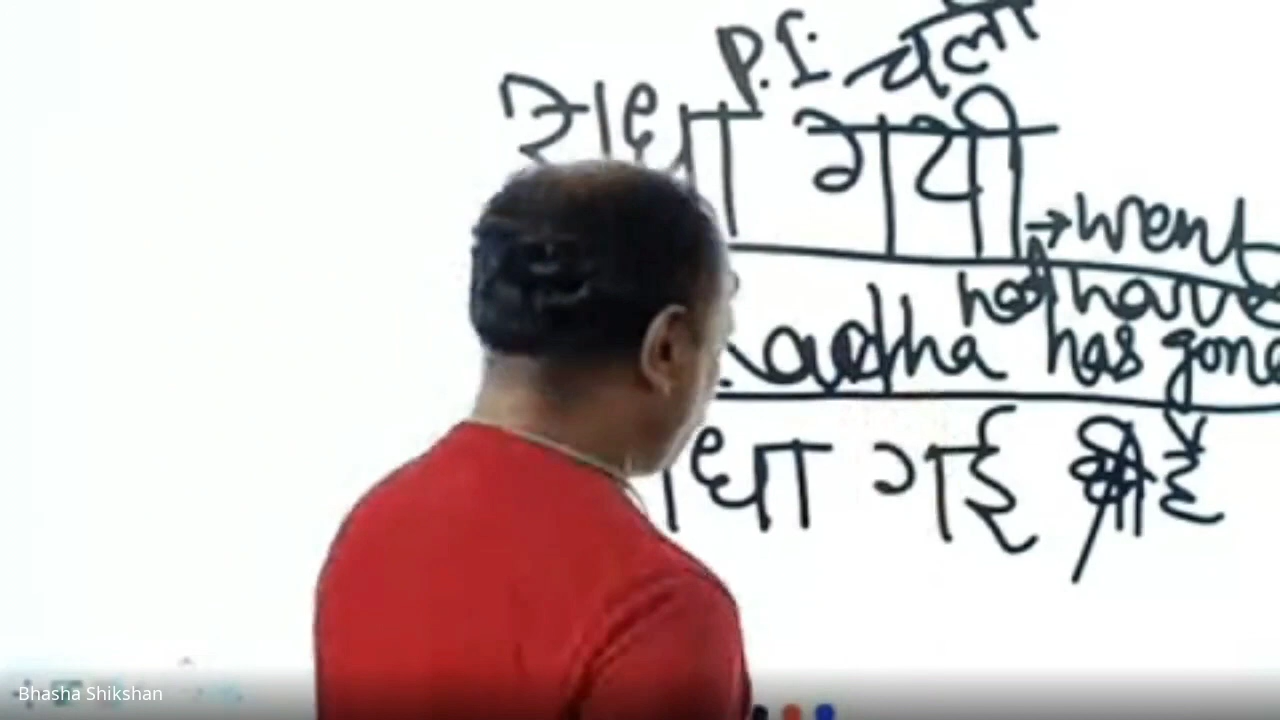 P.I. चली
राधा गयी
→ went
had have
Radha has gone
राधा गई है
Bhasha Shikshan